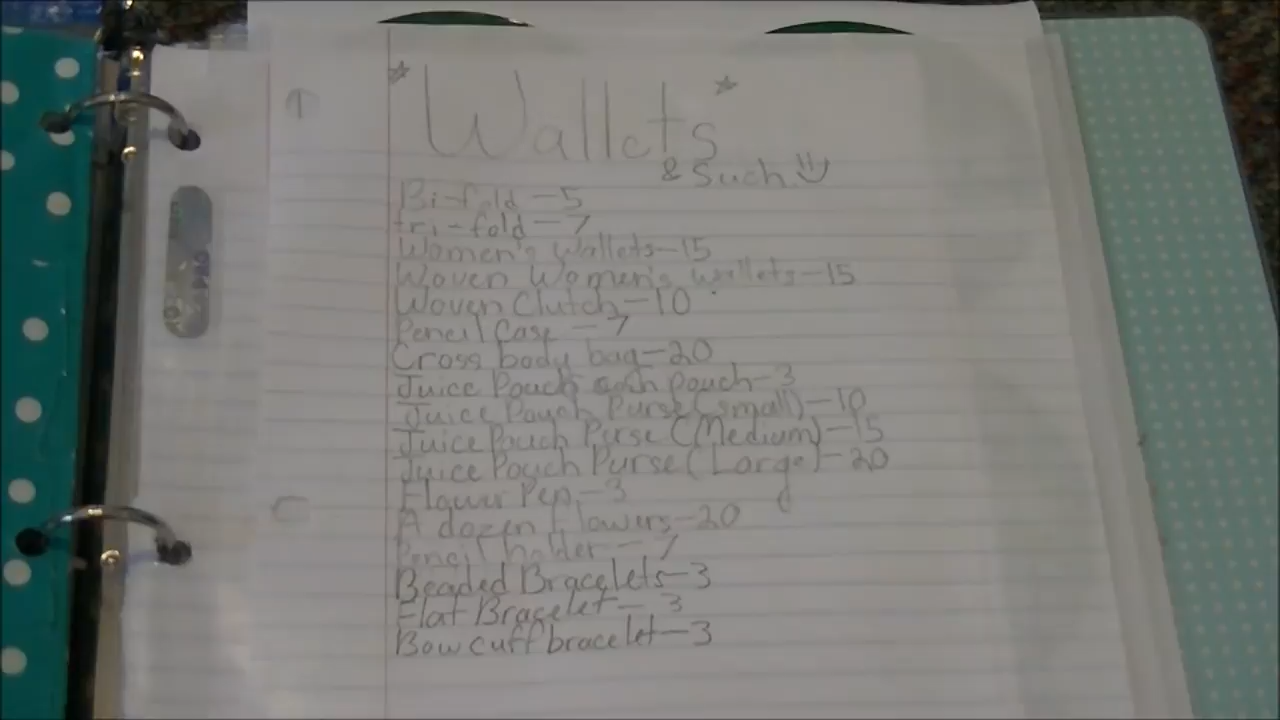 *Wallets*
& Such
Bi-fold-5
tri-fold-7
Women's Wallets-15
Woven Women's Wallets-15
Woven Clutch-10
Pencil Case-7
Cross body bag-20
Juice Pouch Pouch-3
Juice Pouch Purse (small)-10
Juice Pouch Purse (Medium)-15
Juice Pouch Purse (Large)-20
Flower Pen-3
A dozen Flowers-20
Pencil holder-7
Beaded Bracelets-3
Flat Bracelet-3
Bow cuff bracelet-3